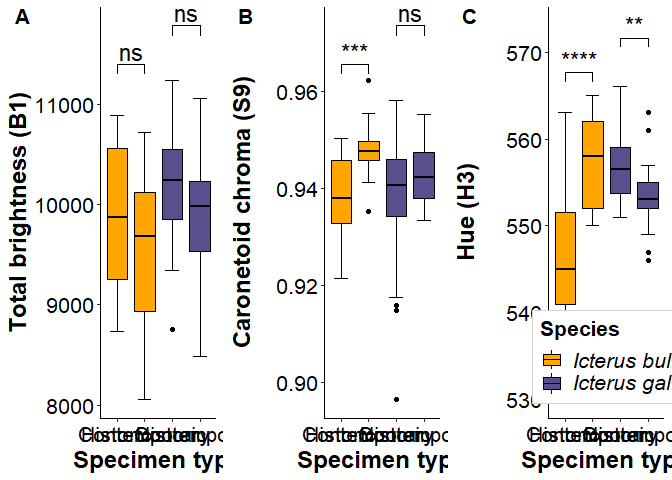 A
Total brightness (B1)
11000
10000
9000
8000
ns
ns
Specimen typ
B
Caronetoid chroma (S9)
0.96
0.94
0.92
0.90
***
ns
Specimen typ
C
Hue (H3)
570
560
550
540
530
****
**
Species
Icterus bul
Icterus gal
Specimen typ